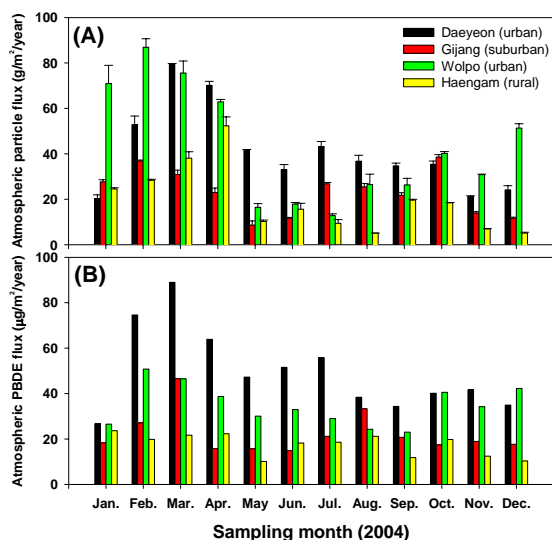 Atmospheric particle flux (g/m²/year)
100
80
60
40
20
0
(A)
Daeyeon (urban)
Gijang (suburban)
Wolpo (urban)
Haengam (rural)
Atmospheric PBDE flux (μg/m²/year)
100
80
60
40
20
0
(B)
Jan. Feb. Mar. Apr. May Jun. Jul. Aug. Sep. Oct. Nov. Dec.
Sampling month (2004)